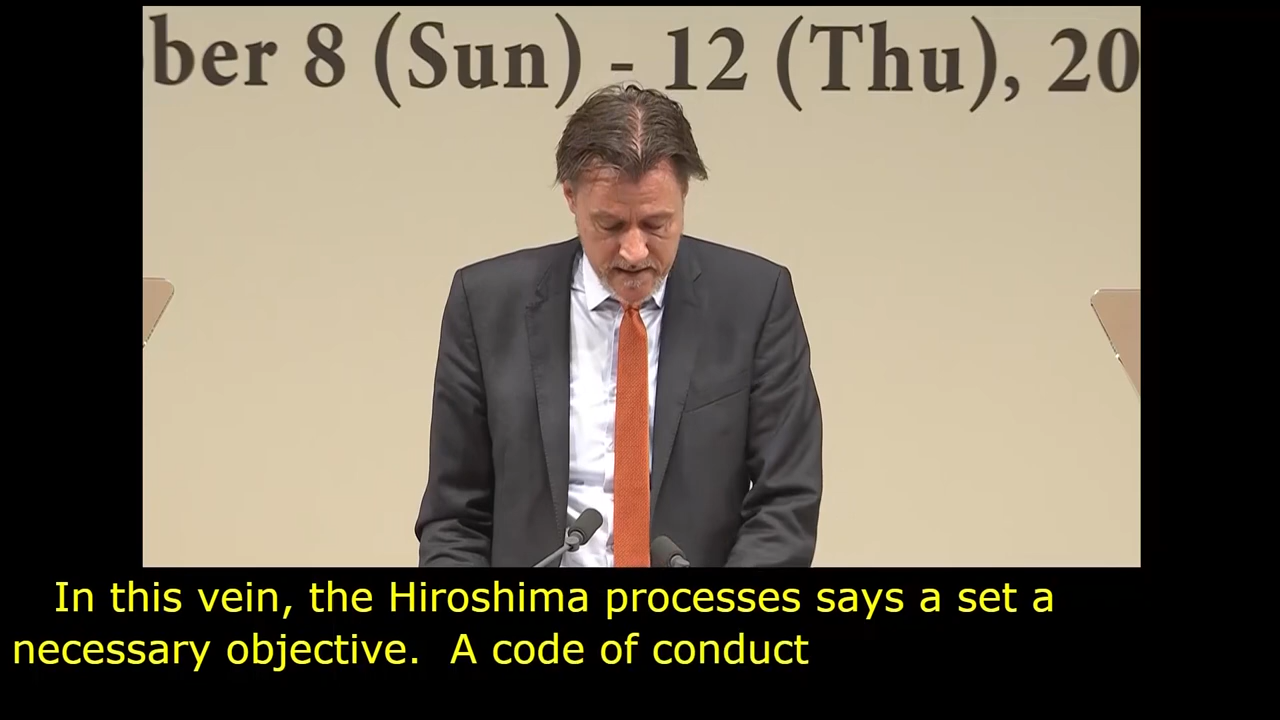 ber 8 (Sun) - 12 (Thu), 20
In this vein, the Hiroshima processes says a set a
necessary objective.  A code of conduct